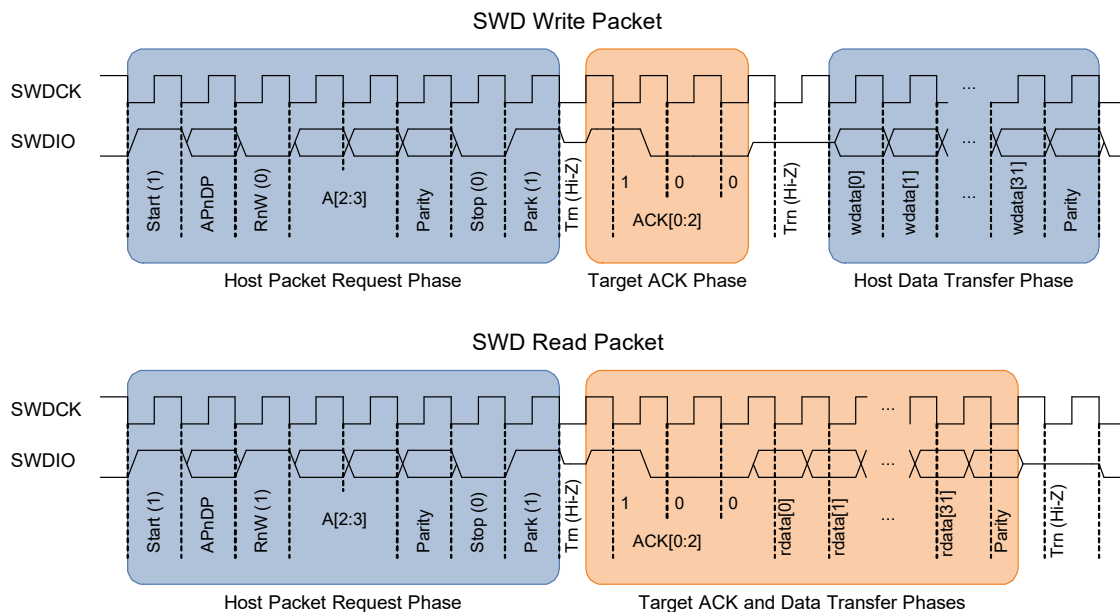 SWD Write Packet
SWDCK
...
SWDIO
...
Start (1)
APnDP
RnW (0)
A[2:3]
Parity
Stop (0)
Park (1)
Trn (Hi-Z)
1
0
0
ACK[0:2]
Trn (Hi-Z)
wdata[0]
wdata[1]
...
wdata[31]
Parity
Host Packet Request Phase
Target ACK Phase
Host Data Transfer Phase
SWD Read Packet
SWDCK
...
SWDIO
...
Start (1)
APnDP
RnW (1)
A[2:3]
Parity
Stop (0)
Park (1)
Trn (Hi-Z)
1
0
0
ACK[0:2]
rdata[0]
rdata[1]
...
rdata[31]
Parity
Trn (Hi-Z)
Host Packet Request Phase
Target ACK and Data Transfer Phases